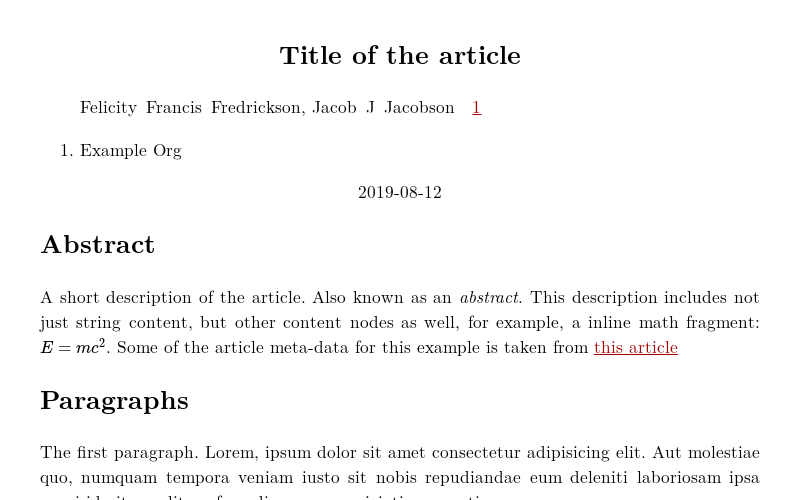 Title of the article
Felicity Francis Fredrickson, Jacob J Jacobson 1
1. Example Org
2019-08-12
Abstract
A short description of the article. Also known as an abstract. This description includes not
just string content, but other content nodes as well, for example, a inline math fragment:
E = mc². Some of the article meta-data for this example is taken from this article
Paragraphs
The first paragraph. Lorem, ipsum dolor sit amet consectetur adipisicing elit. Aut molestiae
quo, numquam tempora veniam iusto sit nobis repudiandae eum deleniti laboriosam ipsa